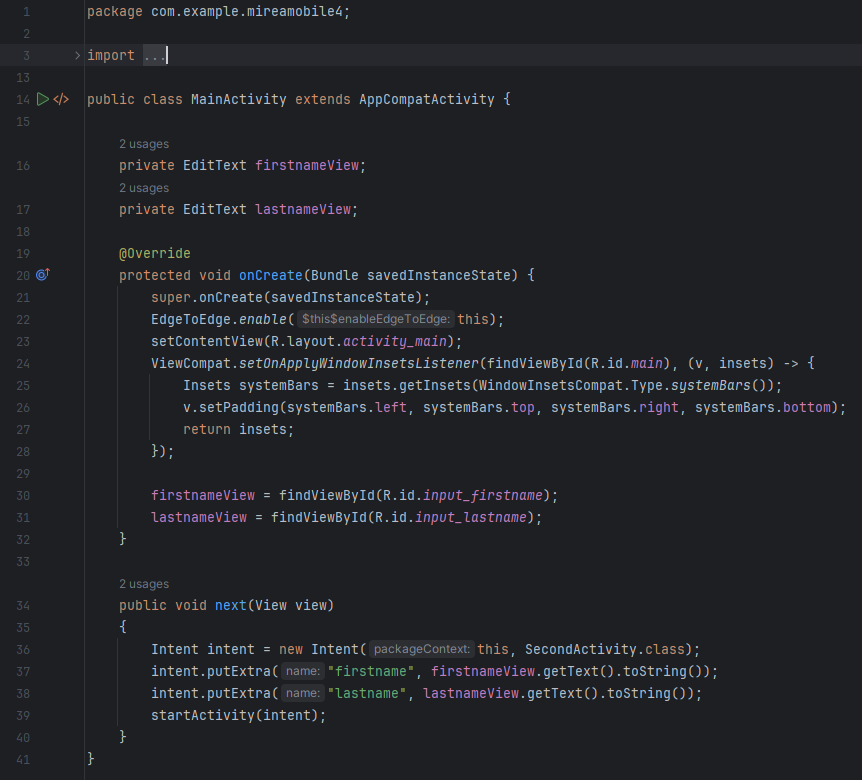 1 package com.example.mireamobile4;
2
3 import ...
13
14 public class MainActivity extends AppCompatActivity {
15
2 usages
16 private EditText firstnameView;
2 usages
17 private EditText lastnameView;
18
19 @Override
20 protected void onCreate(Bundle savedInstanceState) {
21 super.onCreate(savedInstanceState);
22 EdgeToEdge.enable( $this$enableEdgeToEdge: this);
23 setContentView(R.layout.activity_main);
24 ViewCompat.setOnApplyWindowInsetsListener(findViewById(R.id.main), (v, insets) -> {
25 Insets systemBars = insets.getInsets(WindowInsetsCompat.Type.systemBars());
26 v.setPadding(systemBars.left, systemBars.top, systemBars.right, systemBars.bottom);
27 return insets;
28 });
29
30 firstnameView = findViewById(R.id.input_firstname);
31 lastnameView = findViewById(R.id.input_lastname);
32 }
33
2 usages
34 public void next(View view)
35 {
36 Intent intent = new Intent( packageContext: this, SecondActivity.class);
37 intent.putExtra( name: "firstname", firstnameView.getText().toString());
38 intent.putExtra( name: "lastname", lastnameView.getText().toString());
39 startActivity(intent);
40 }
41 }